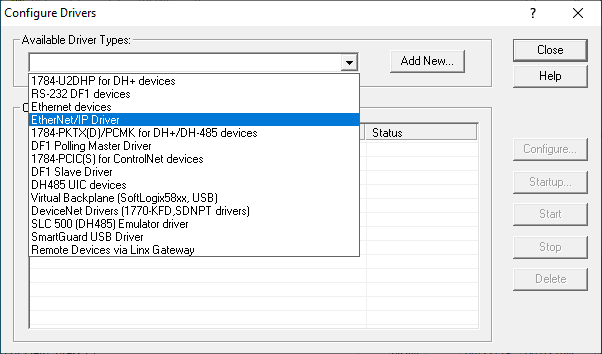 Configure Drivers
Available Driver Types:
Add New...
Close
Help
1784-U2DHP for DH+ devices
RS-232 DF1 devices
Ethernet devices
EtherNet/IP Driver
1784-PKTX(D)/PCMK for DH+/DH-485 devices
DF1 Polling Master Driver
1784-PCIC(S) for ControlNet devices
DF1 Slave Driver
DH485 UIC devices
Virtual Backplane (SoftLogix58xx, USB)
DeviceNet Drivers (1770-KFD,SDNPT drivers)
SLC 500 (DH485) Emulator driver
SmartGuard USB Driver
Remote Devices via Linx Gateway
Status
Configure...
Startup...
Start
Stop
Delete